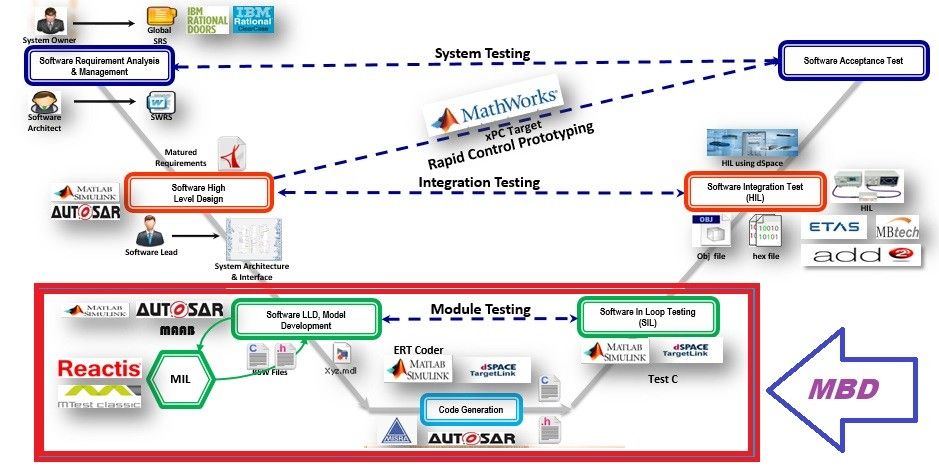 System Owner
Global
SRS
IBM
RATIONAL
DOORS
IBM
Rational
ClearCase
Software Requirement Analysis
& Management
System Testing
Software Acceptance Test
Software
Architect
SWRS
MathWorks
xPC Target
Rapid Control Prototyping
Matured
Requirements
HIL using dSpace
MATLAB
SIMULINK
AUTOSAR
Software High
Level Design
Integration Testing
Software Integration Test
(HIL)
HIL
Software Lead
System Architecture
& Interface
OBJ
Obj file
10010
10101
hex file
ETAS
MBtech
add2
MATLAB
SIMULINK
AUTOSAR
MAAB
Software LLD, Model
Development
Module Testing
Software In Loop Testing
(SIL)
Reactis
MTest classic
MIL
C
.h
BSW Files
Xyz.mdl
ERT Coder
MATLAB
SIMULINK
dSPACE
TargetLink
MATLAB
SIMULINK
dSPACE
TargetLink
Test C
Code Generation
C
.h
MISRA
AUTOSAR
MBD